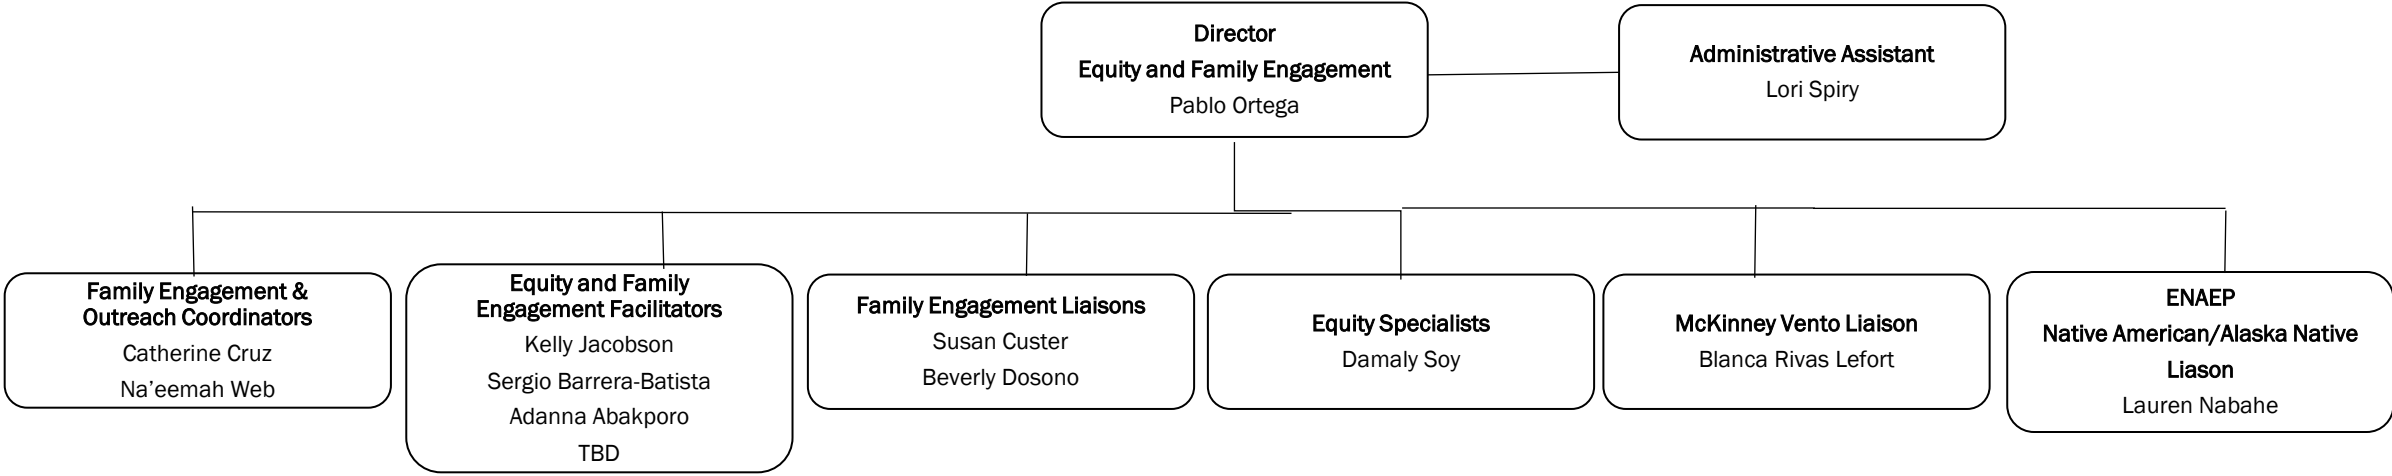 Director
Equity and Family Engagement
Pablo Ortega
Administrative Assistant
Lori Spiry
Family Engagement &
Outreach Coordinators
Catherine Cruz
Na’eemah Web
Equity and Family
Engagement Facilitators
Kelly Jacobson
Sergio Barrera-Batista
Adanna Abakporo
TBD
Family Engagement Liaisons
Susan Custer
Beverly Dosono
Equity Specialists
Damaly Soy
McKinney Vento Liaison
Blanca Rivas Lefort
ENAEP
Native American/Alaska Native
Liason
Lauren Nabahe